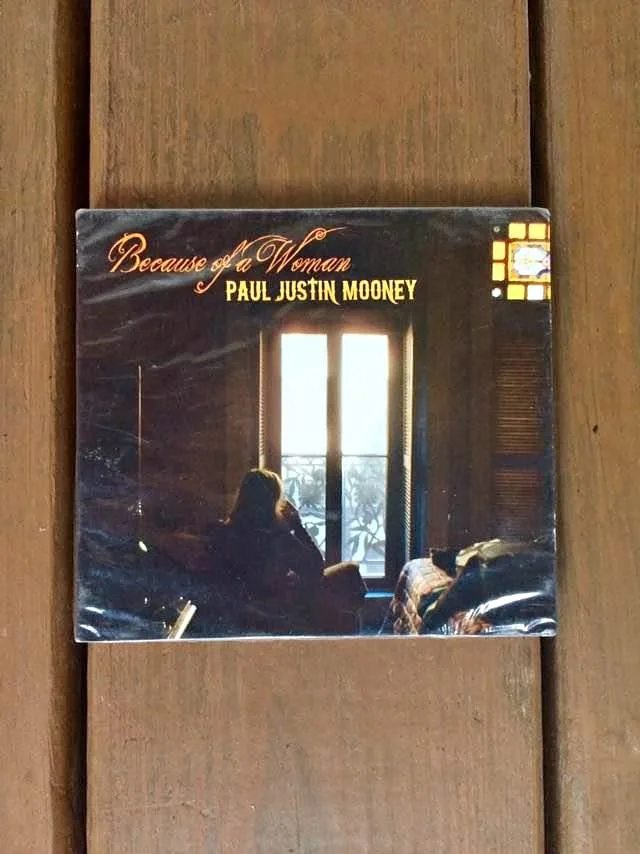 Because of a Woman
PAUL JUSTIN MOONEY